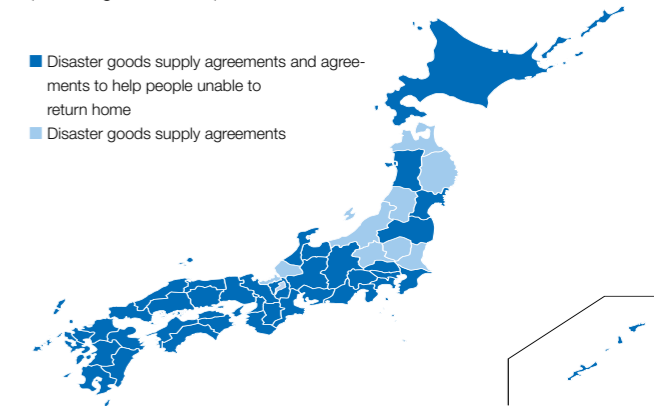 Disaster goods supply agreements and agree-
ments to help people unable to
return home
Disaster goods supply agreements